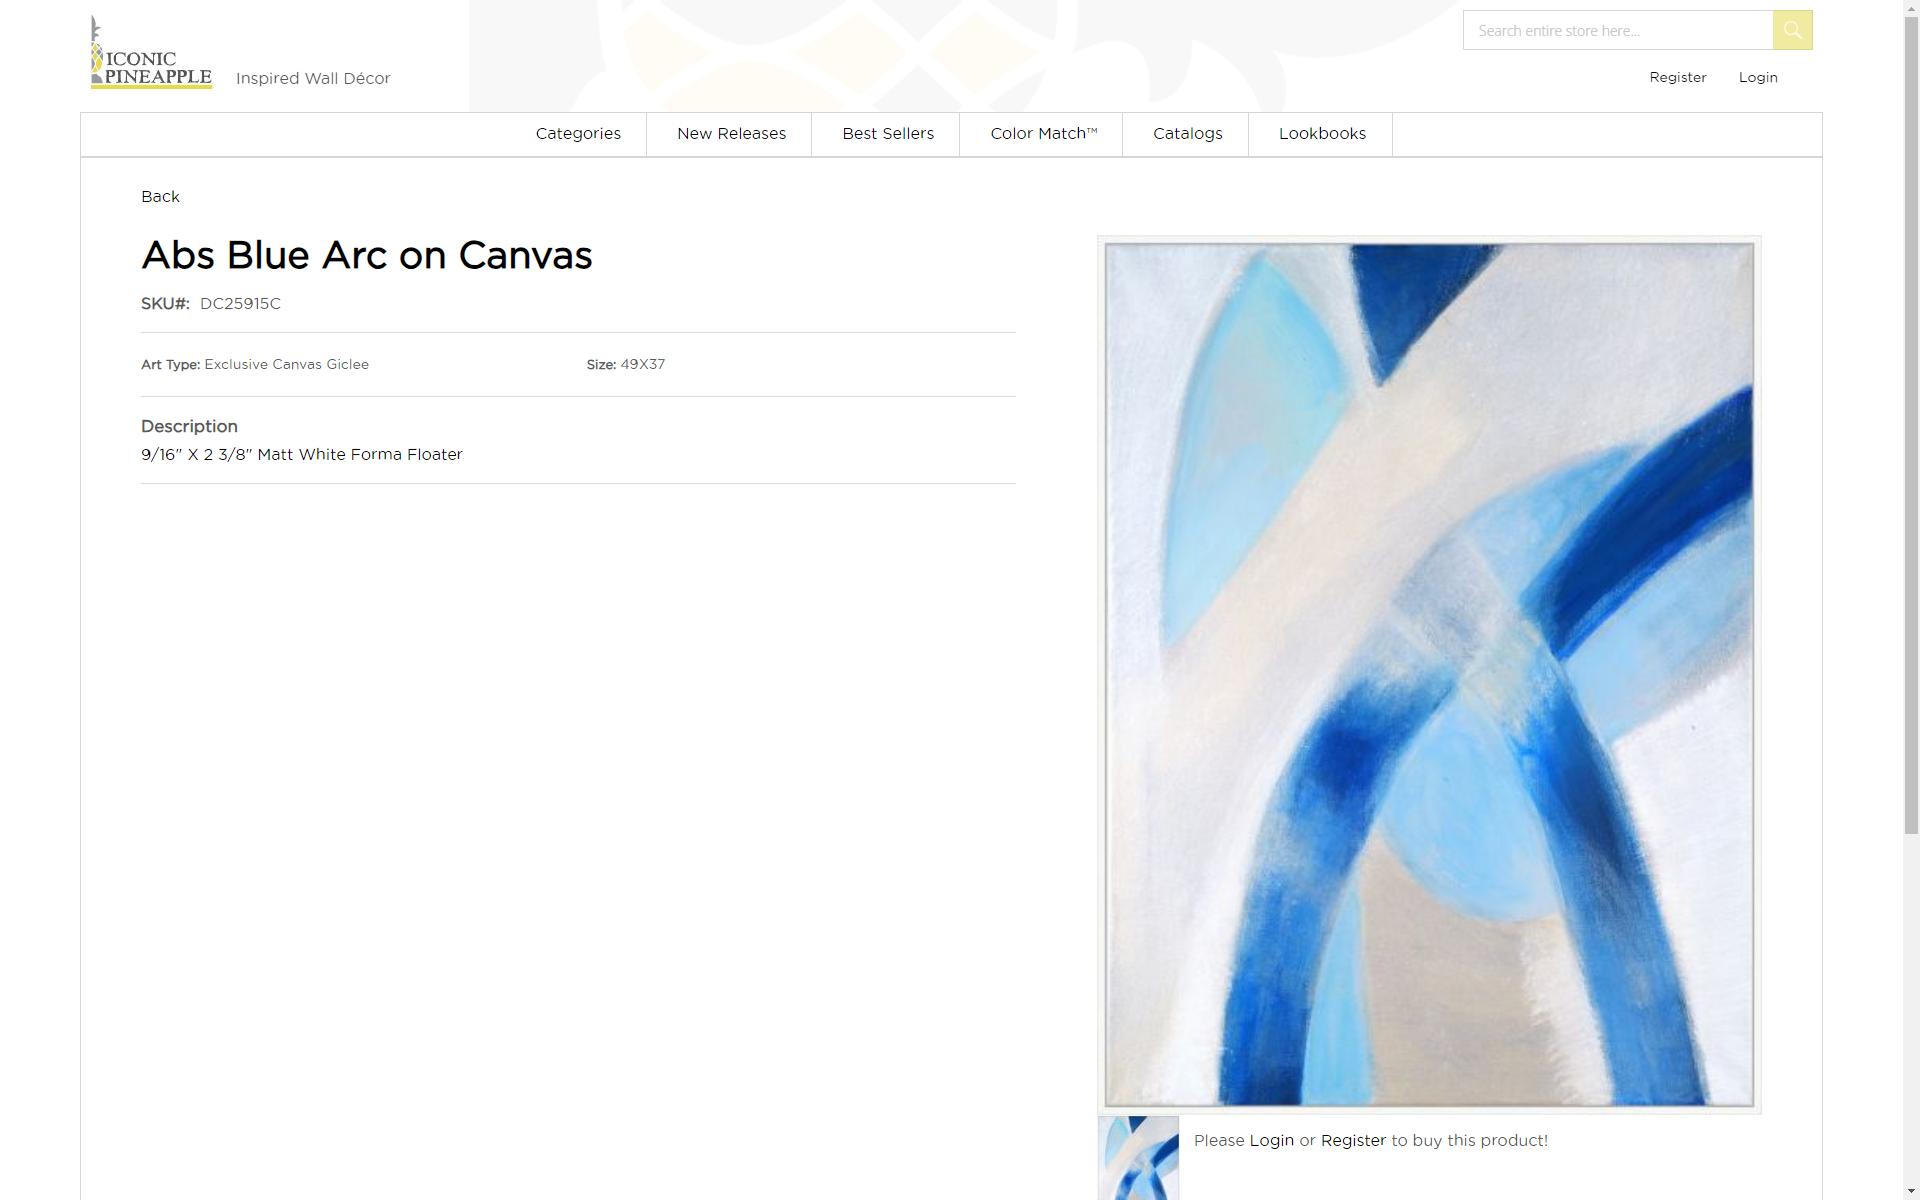 ICONIC
PINEAPPLE
Inspired Wall Décor
Search entire store here...
Register
Login
Categories
New Releases
Best Sellers
Color Match™
Catalogs
Lookbooks
Back
Abs Blue Arc on Canvas
SKU#: DC25915C
Art Type: Exclusive Canvas Giclee
Size: 49X37
Description
9/16" X 2 3/8" Matt White Forma Floater
Please Login or Register to buy this product!